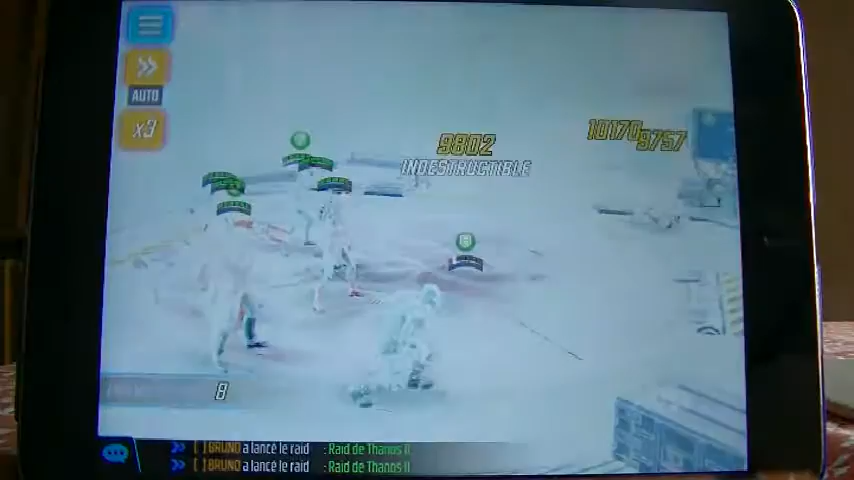 AUTO
x3
9802
INDESTRUCTIBLE
10170
9757
8
[ ]BRUNO a lancé le raid : Raid de Thanos II
[ ]BRUNO a lancé le raid : Raid de Thanos II